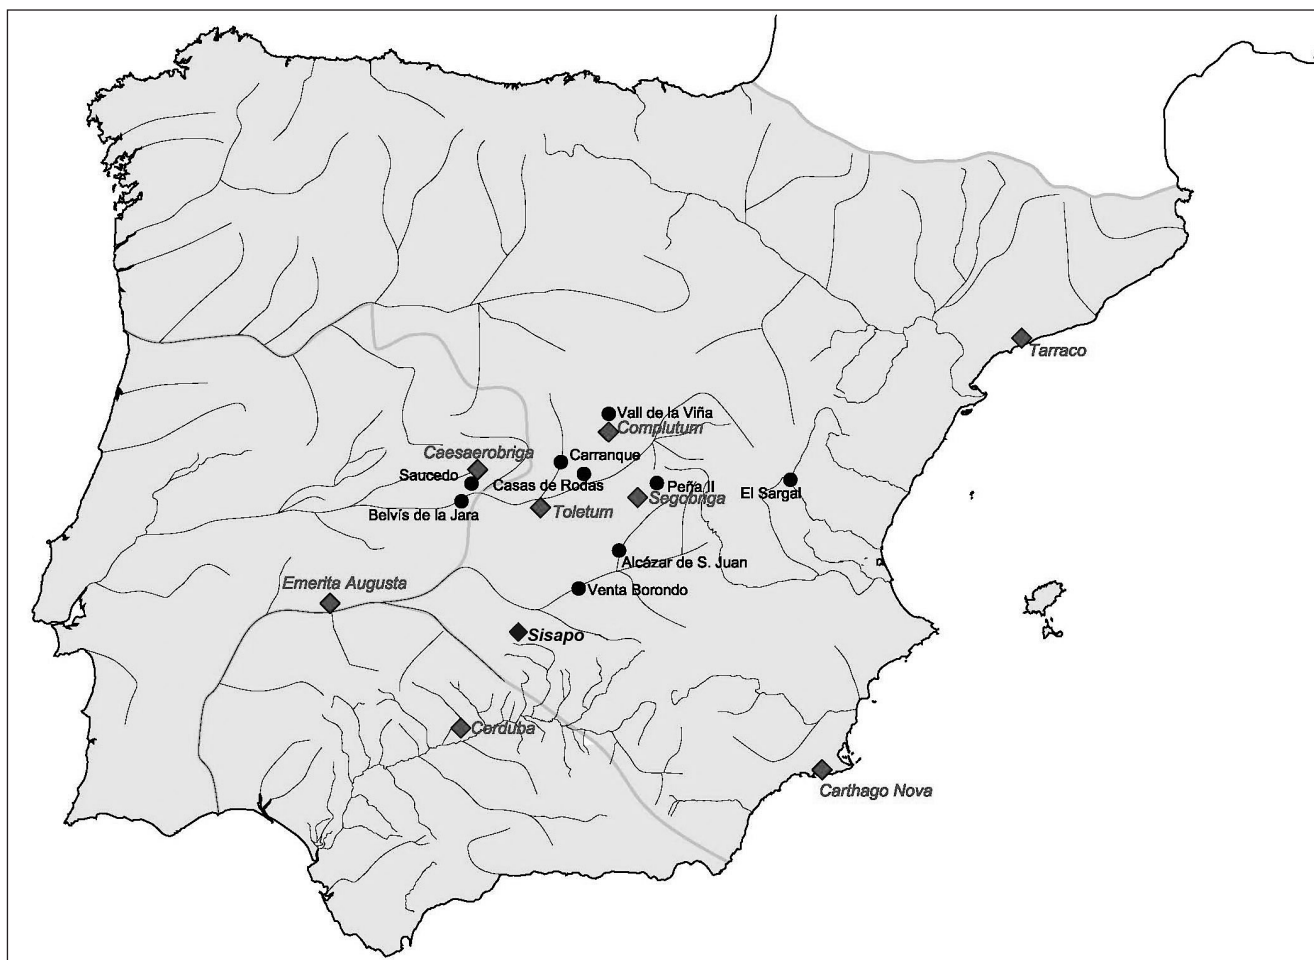 Tarraco
Vall de la Viña
Complutum
Caesaerobriga
Carranque
Saucedo
Casas de Rodas
Peña II
El Sargal
Segobriga
Belvís de la Jara
Toletum
Alcázar de S. Juan
Emerita Augusta
Venta Borondo
Sisapo
Corduba
Carthago Nova